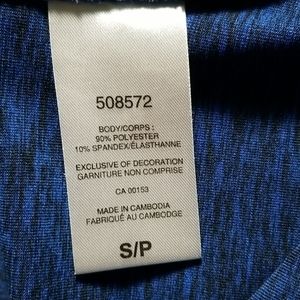 508572
BODY/CORPS :
90% POLYESTER
10% SPANDEX/ÉLASTHANNE
EXCLUSIVE OF DECORATION
GARNITURE NON COMPRISE
CA 00153
MADE IN CAMBODIA
FABRIQUÉ AU CAMBODGE
S/P